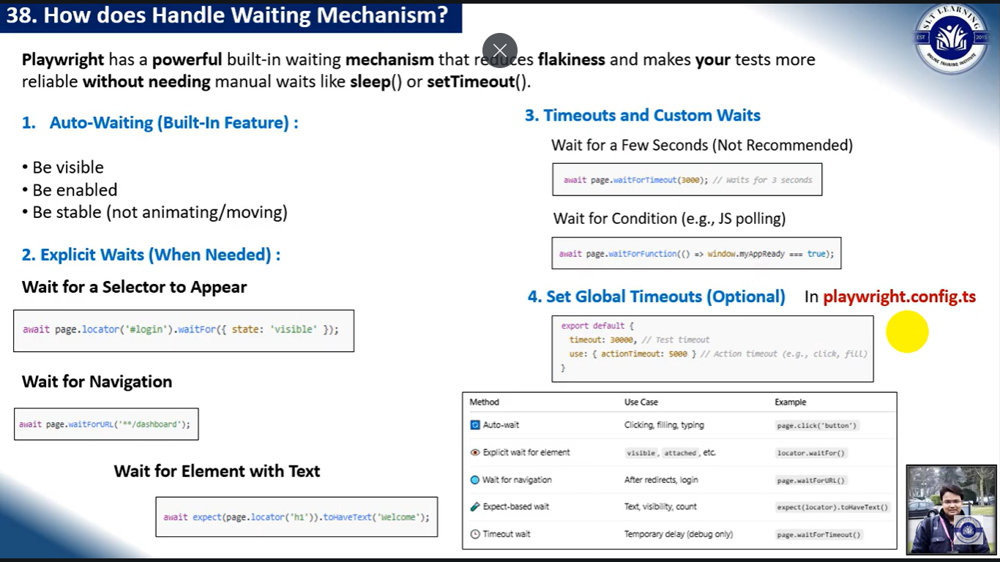 38. How does Handle Waiting Mechanism?
SLT LEARNING
EST 2015
ONLINE TRAINING INSTITUTE
Playwright has a powerful built-in waiting mechanism that reduces flakiness and makes your tests more
reliable without needing manual waits like sleep() or setTimeout().
1. Auto-Waiting (Built-In Feature) :
• Be visible
• Be enabled
• Be stable (not animating/moving)
2. Explicit Waits (When Needed) :
Wait for a Selector to Appear
await page.locator('#login').waitFor({ state: 'visible' });
Wait for Navigation
await page.waitForURL('**/dashboard');
Wait for Element with Text
await expect(page.locator('h1')).toHaveText('Welcome');
3. Timeouts and Custom Waits
Wait for a Few Seconds (Not Recommended)
await page.waitForTimeout(3000); // Waits for 3 seconds
Wait for Condition (e.g., JS polling)
await page.waitForFunction(() => window.myAppReady === true);
4. Set Global Timeouts (Optional) In playwright.config.ts
export default {
timeout: 30000, // Test timeout
use: { actionTimeout: 5000 } // Action timeout (e.g., click, fill)
}
Method Use Case Example
Auto-wait Clicking, filling, typing page.click('button')
Explicit wait for element visible, attached, etc. locator.waitFor()
Wait for navigation After redirects, login page.waitForURL()
Expect-based wait Text, visibility, count expect(locator).toHaveText()
Timeout wait Temporary delay (debug only) page.waitForTimeout()